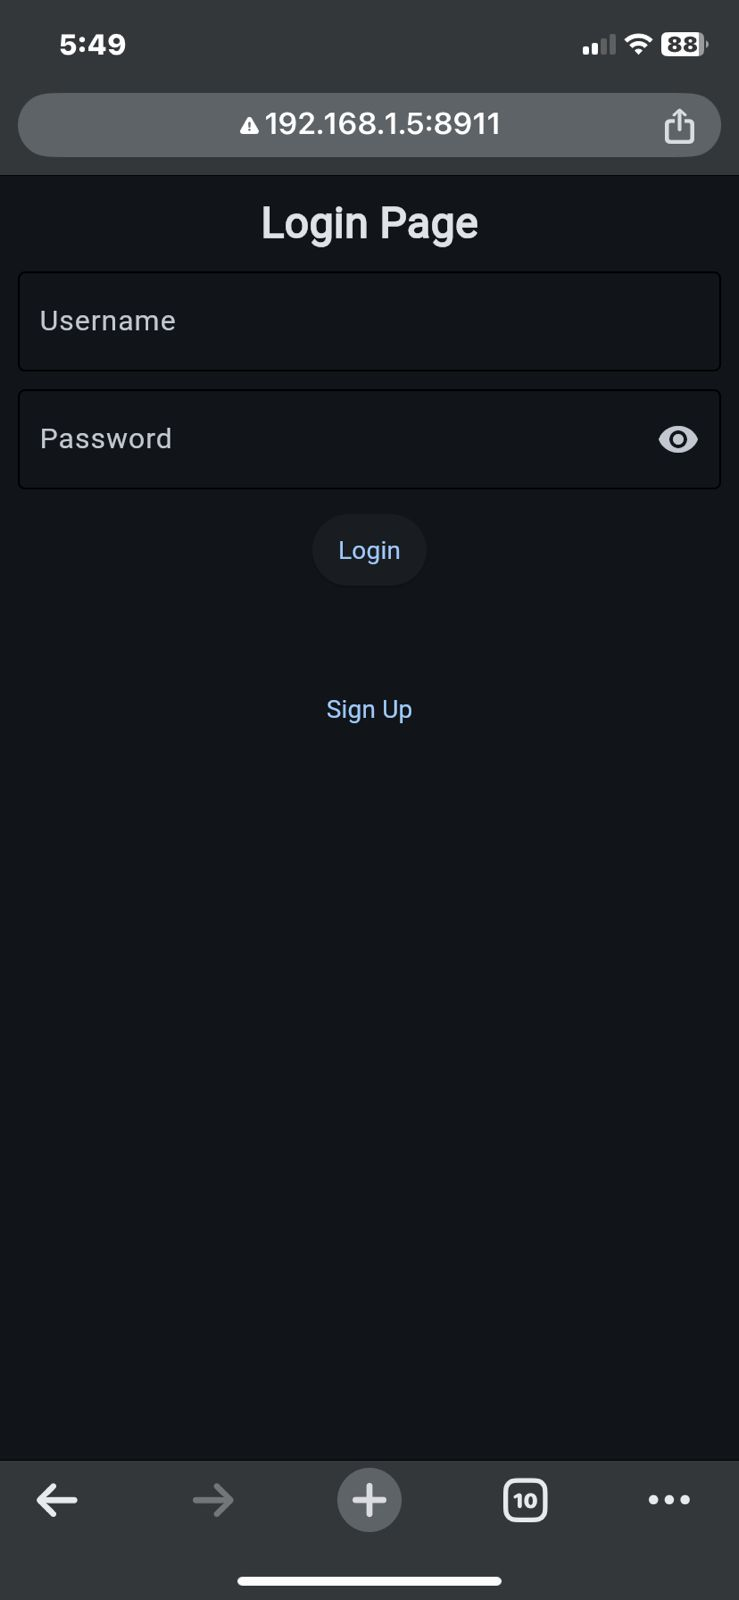 5:49
88
192.168.1.5:8911
Login Page
Username
Password
Login
Sign Up
10